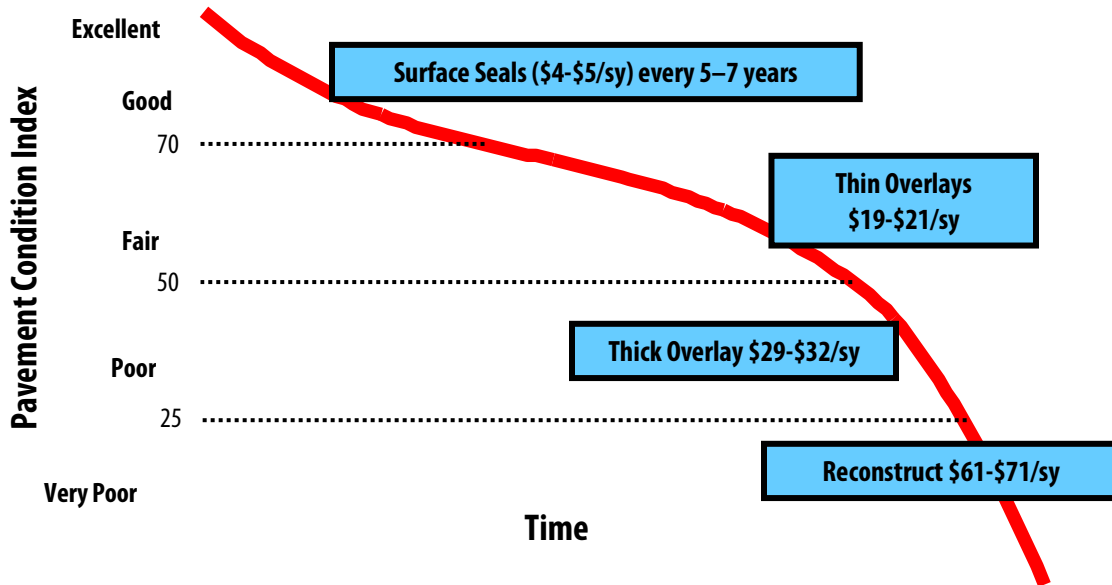 Excellent
Surface Seals ($4-$5/sy) every 5–7 years
Good
70
Thin Overlays
$19-$21/sy
Fair
50
Thick Overlay $29-$32/sy
Poor
25
Reconstruct $61-$71/sy
Very Poor
Time
Pavement Condition Index